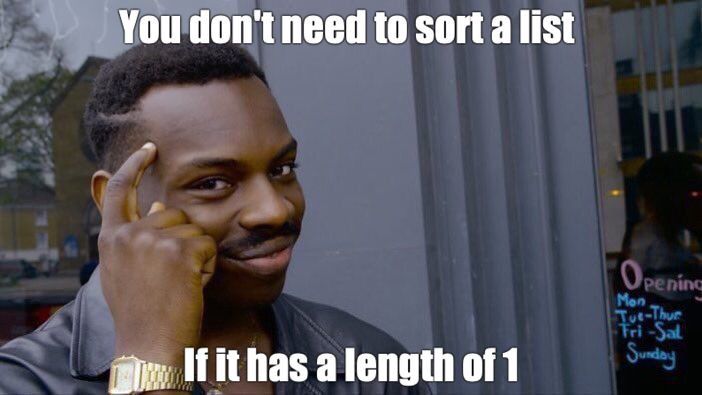 You don't need to sort a list
If it has a length of 1
Opening
Mon
Tue-Thur
Fri-Sat
Sunday